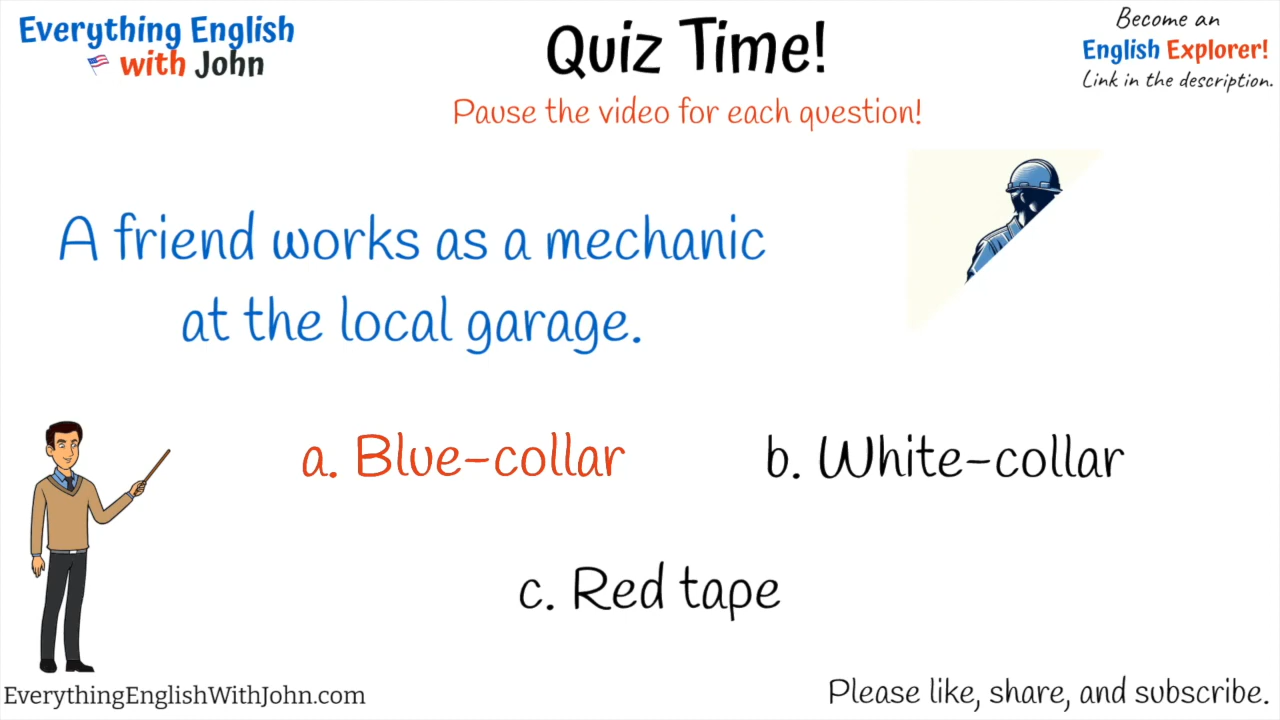 Everything English
with John
Quiz Time!
Pause the video for each question!
Become an
English Explorer!
Link in the description.
A friend works as a mechanic
at the local garage.
a. Blue-collar
b. White-collar
c. Red tape
EverythingEnglishWithJohn.com
Please like, share, and subscribe.